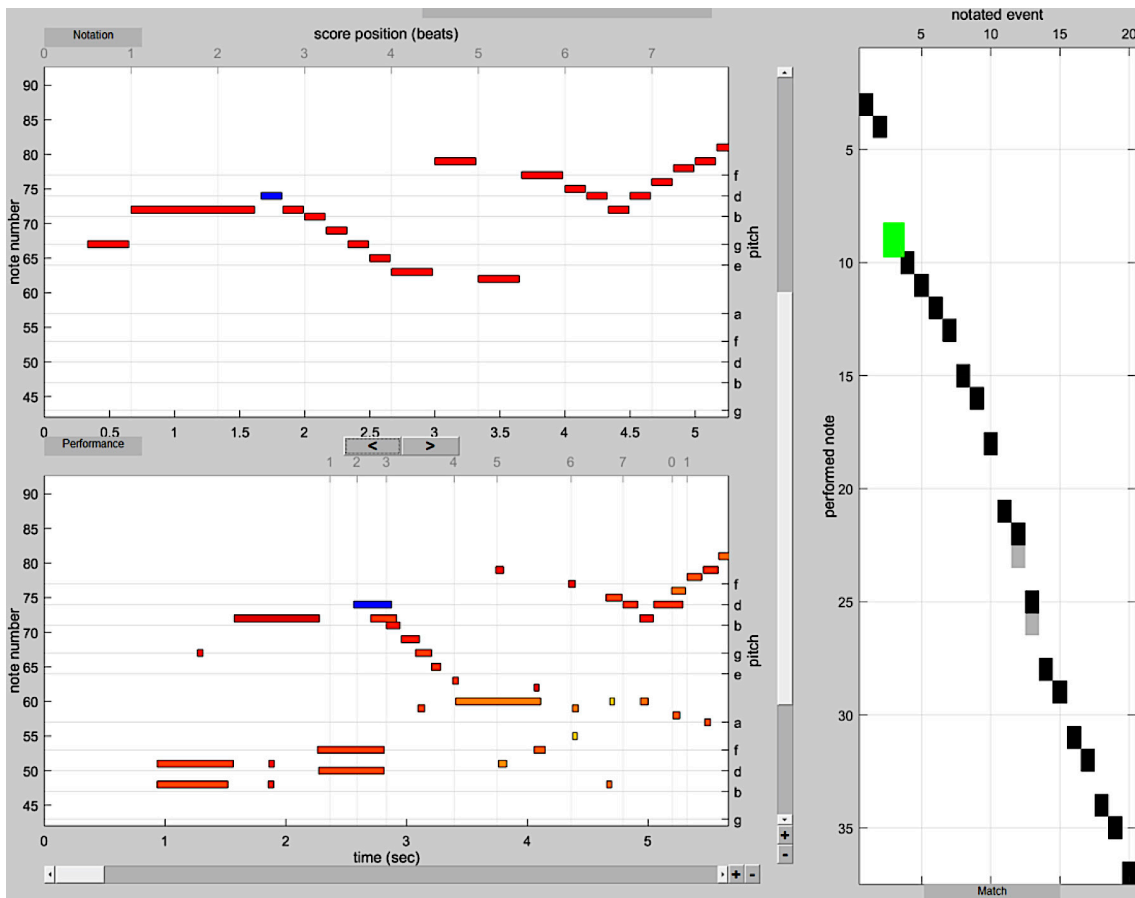 Notation
score position (beats)
0 1 2 3 4 5 6 7
note number
90
85
80
75
70
65
60
55
50
45
f
d
b
g
e
a
f
d
b
g
pitch
0 0.5 1 1.5 2 2.5 3 3.5 4 4.5 5
Performance
< >
1 2 3 4 5 6 7 0 1
note number
90
85
80
75
70
65
60
55
50
45
f
d
b
g
e
a
f
d
b
g
pitch
0 1 2 3 4 5
time (sec)
+
-
+ -
notated event
5 10 15 20
performed note
5
10
15
20
25
30
35
Match